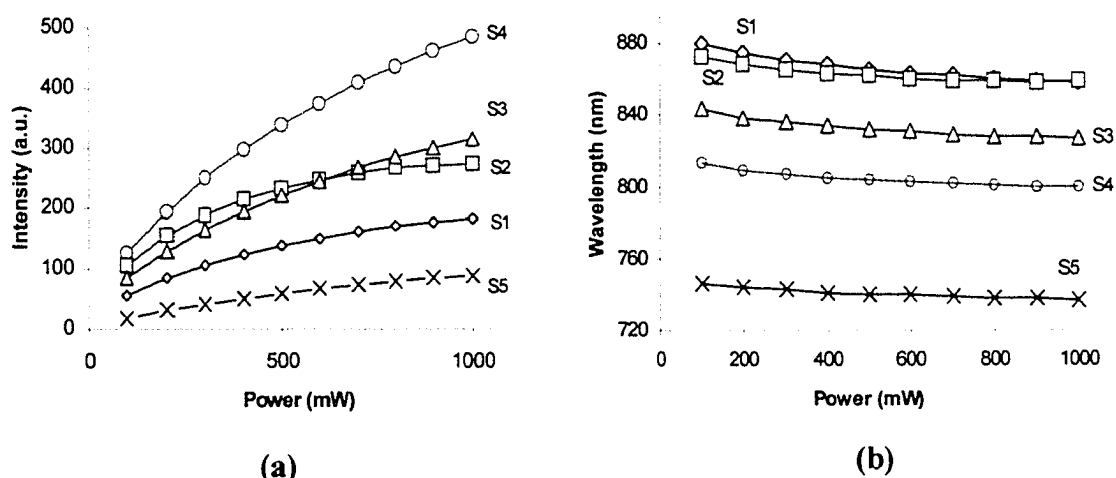 500
400
300
200
100
0
Intensity (a.u.)
S4
S3
S2
S1
S5
0
500
1000
Power (mW)
(a)
880
840
800
760
720
Wavelength (nm)
S1
S2
S3
S4
S5
0
200
400
600
800
1000
Power (mW)
(b)